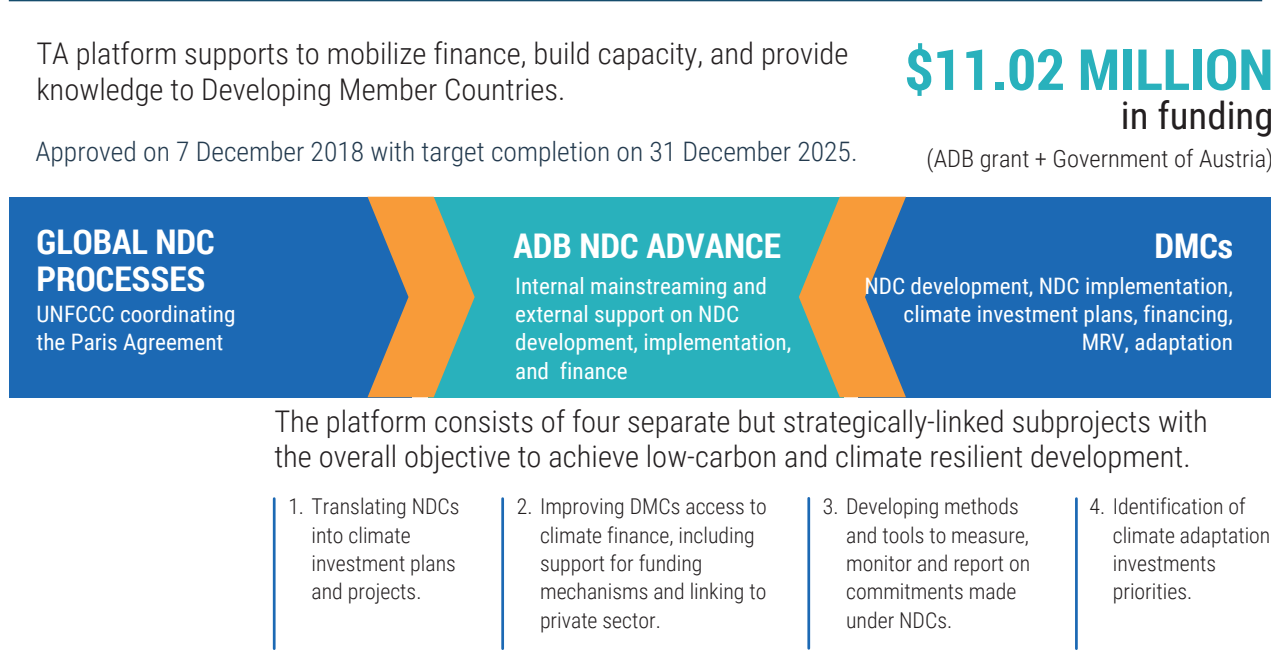 TA platform supports to mobilize finance, build capacity, and provide
knowledge to Developing Member Countries.
Approved on 7 December 2018 with target completion on 31 December 2025.
$11.02 MILLION
in funding
(ADB grant + Government of Austria)
GLOBAL NDC
PROCESSES
UNFCCC coordinating
the Paris Agreement
ADB NDC ADVANCE
Internal mainstreaming and
external support on NDC
development, implementation,
and finance
DMCs
NDC development, NDC implementation,
climate investment plans, financing,
MRV, adaptation
The platform consists of four separate but strategically-linked subprojects with
the overall objective to achieve low-carbon and climate resilient development.
1. Translating NDCs
into climate
investment plans
and projects.
2. Improving DMCs access to
climate finance, including
support for funding
mechanisms and linking to
private sector.
3. Developing methods
and tools to measure,
monitor and report on
commitments made
under NDCs.
4. Identification of
climate adaptation
investments
priorities.